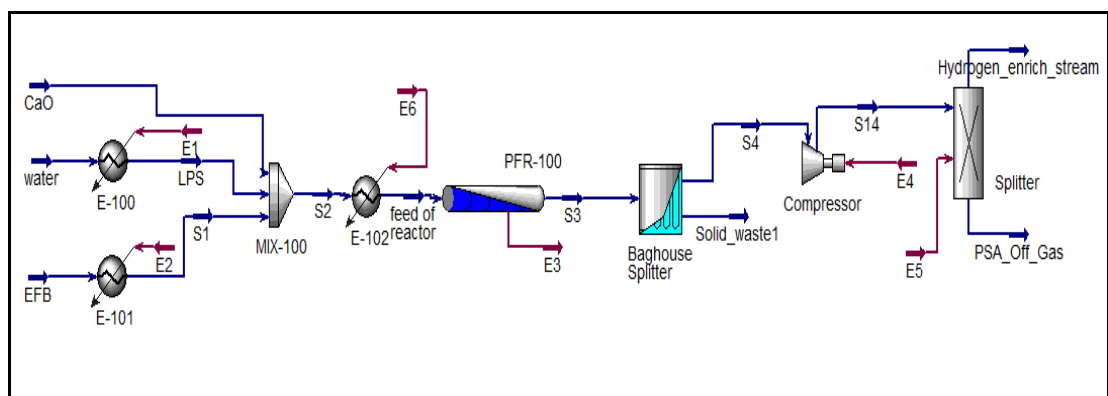 CaO
water
E-100
E1
LPS
EFB
E-101
S1
E2
MIX-100
S2
E6
E-102
feed of
reactor
PFR-100
E3
S3
Baghouse
Splitter
S4
Solid_waste1
Compressor
S14
E4
E5
Hydrogen_enrich_stream
Splitter
PSA_Off_Gas